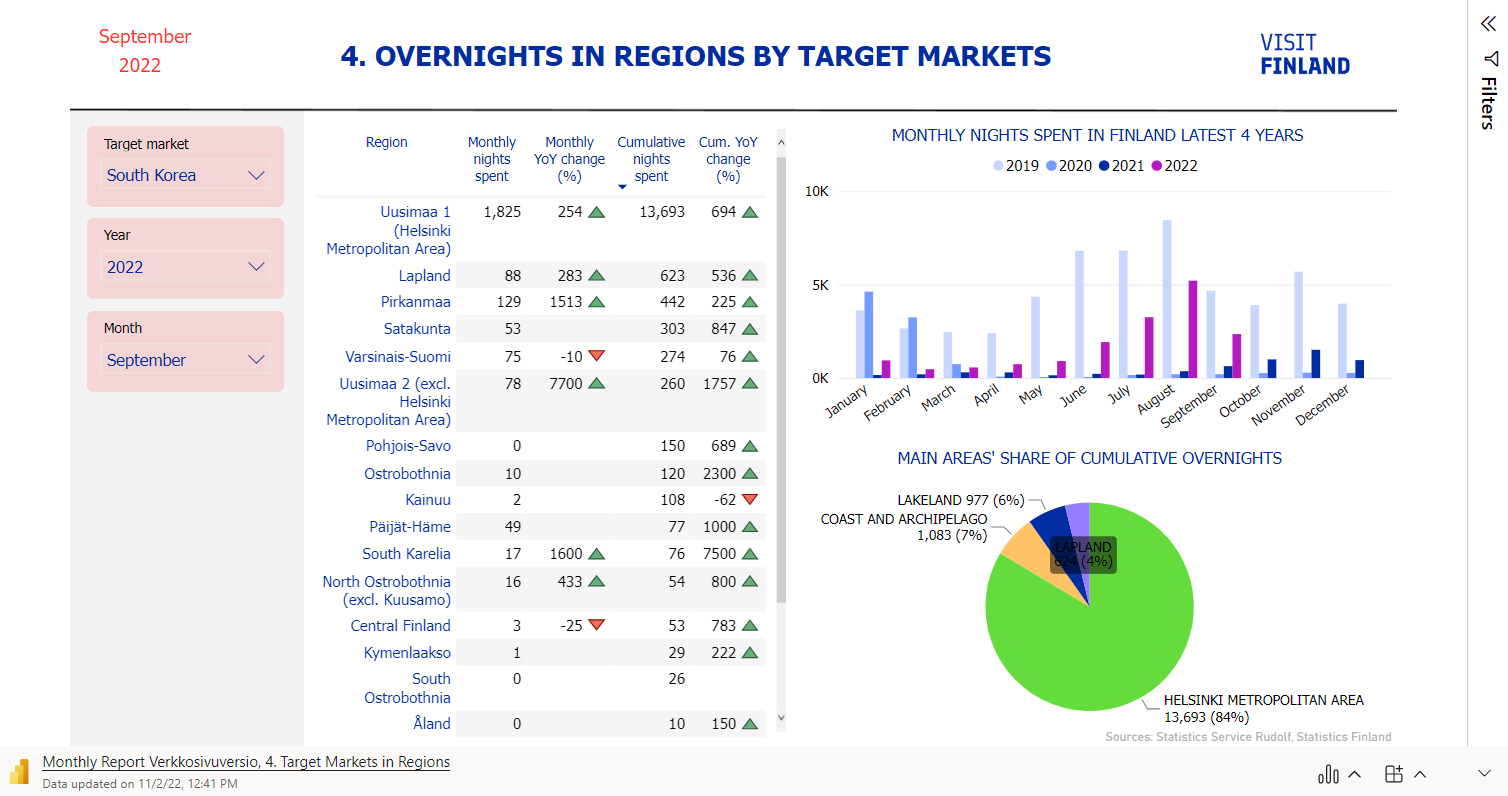 September
2022
4. OVERNIGHTS IN REGIONS BY TARGET MARKETS
VISIT
FINLAND
Filters
Target market
South Korea
Year
2022
Month
September
Region
Monthly nights spent
Monthly YoY change (%)
Cumulative nights spent
Cum. YoY change (%)
Uusimaa 1 (Helsinki Metropolitan Area) 1,825 254 13,693 694
Lapland 88 283 623 536
Pirkanmaa 129 1513 442 225
Satakunta 53 303 847
Varsinais-Suomi 75 -10 274 76
Uusimaa 2 (excl. Helsinki Metropolitan Area) 78 7700 260 1757
Pohjois-Savo 0 150 689
Ostrobothnia 10 120 2300
Kainuu 2 108 -62
Päijät-Häme 49 77 1000
South Karelia 17 1600 76 7500
North Ostrobothnia (excl. Kuusamo) 16 433 54 800
Central Finland 3 -25 53 783
Kymenlaakso 1 29 222
South Ostrobothnia 0 26
Åland 0 10 150
MONTHLY NIGHTS SPENT IN FINLAND LATEST 4 YEARS
2019 2020 2021 2022
10K
5K
0K
January February March April May June July August September October November December
MAIN AREAS' SHARE OF CUMULATIVE OVERNIGHTS
LAKELAND 977 (6%)
COAST AND ARCHIPELAGO
1,083 (7%)
LAPLAND
624 (4%)
HELSINKI METROPOLITAN AREA
13,693 (84%)
Sources: Statistics Service Rudolf, Statistics Finland
Monthly Report Verkkosivuversio, 4. Target Markets in Regions
Data updated on 11/2/22, 12:41 PM